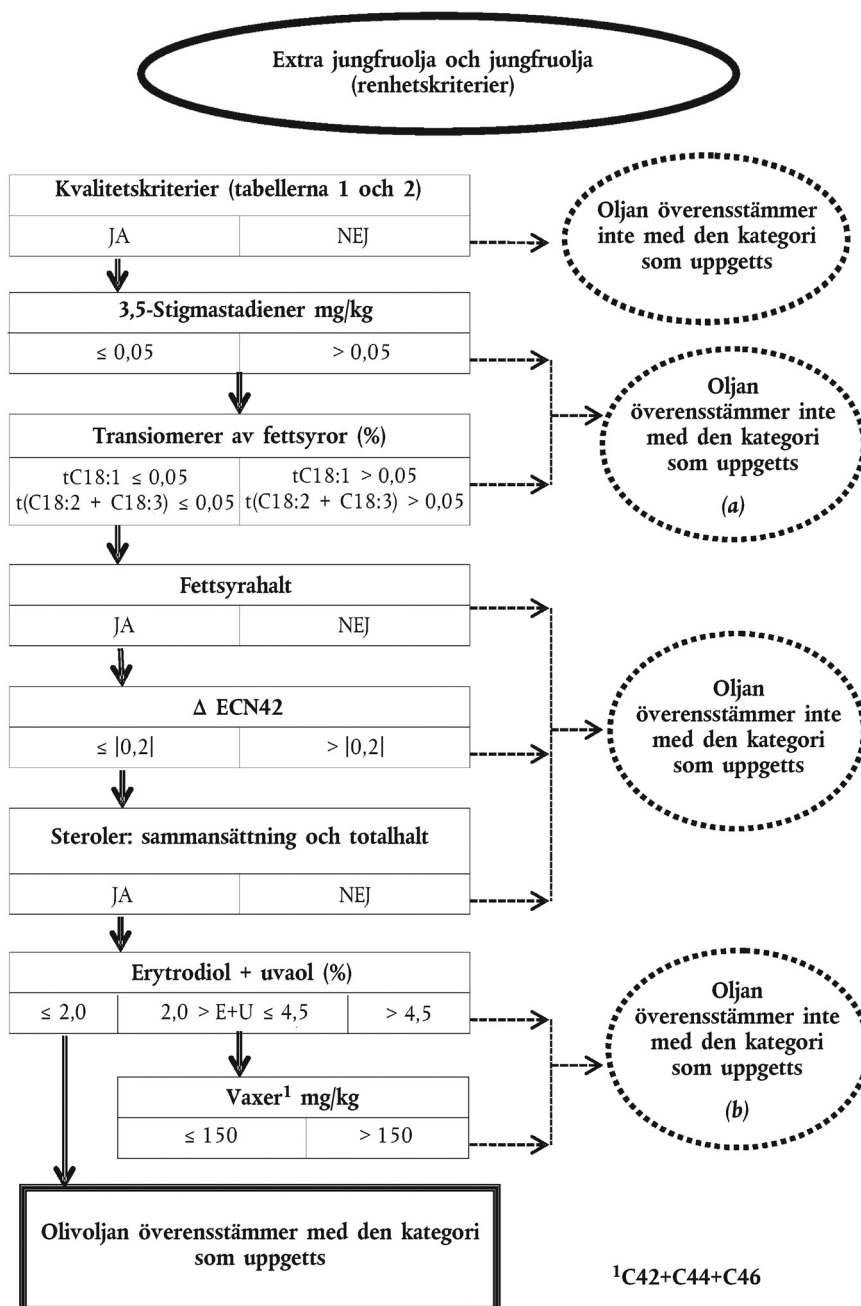 Extra jungfruolja och jungfruolja
(renhetskriterier)
Kvalitetskriterier (tabellerna 1 och 2)
JA NEJ
Oljan överensstämmer
inte med den kategori
som uppgetts
3,5-Stigmastadiener mg/kg
≤ 0,05 > 0,05
Oljan
överensstämmer inte
med den kategori
som uppgetts
(a)
Transiomerer av fettsyror (%)
tC18:1 ≤ 0,05 tC18:1 > 0,05
t(C18:2 + C18:3) ≤ 0,05 t(C18:2 + C18:3) > 0,05
Fettsyrahalt
JA NEJ
Δ ECN42
≤ |0,2| > |0,2|
Oljan
överensstämmer inte
med den kategori
som uppgetts
Steroler: sammansättning och totalhalt
JA NEJ
Erytrodiol + uvaol (%)
≤ 2,0 2,0 > E+U ≤ 4,5 > 4,5
Oljan
överensstämmer inte
med den kategori
som uppgetts
(b)
Vaxer¹ mg/kg
≤ 150 > 150
Olivoljan överensstämmer med den kategori
som uppgetts
¹C42+C44+C46